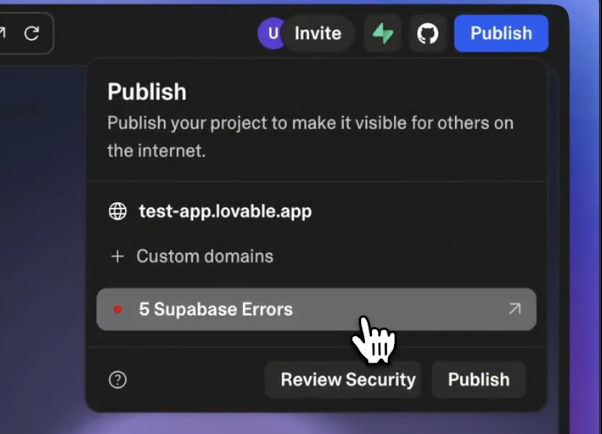 U Invite Publish
Publish
Publish your project to make it visible for others on
the internet.
test-app.lovable.app
+ Custom domains
5 Supabase Errors
Review Security Publish